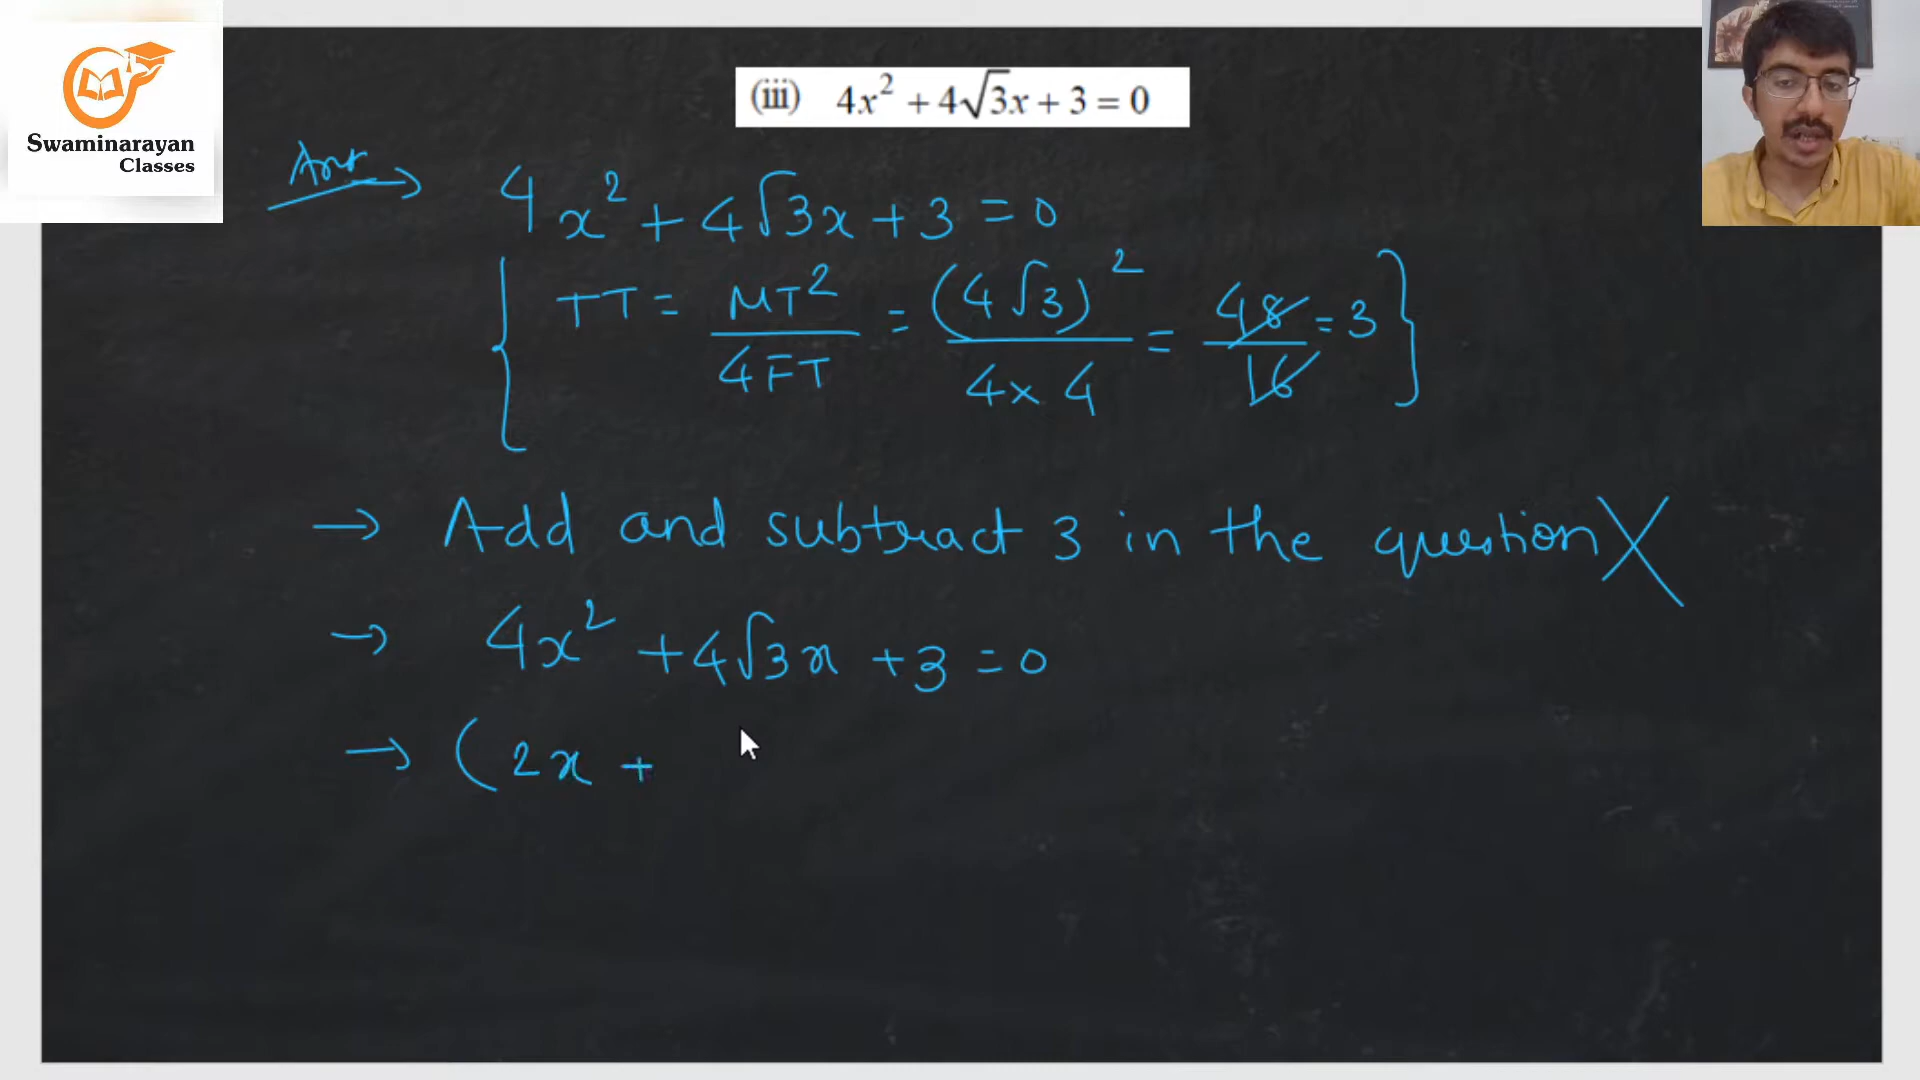 Swaminarayan
Classes
(iii) 4x² + 4√3x + 3 = 0
Ans → 4x² + 4√3x + 3 = 0
{ TT = MT²/4FT = (4√3)²/4×4 = 48/16 = 3 }
→ Add and subtract 3 in the question X
→ 4x² + 4√3x + 3 = 0
→ (2x +